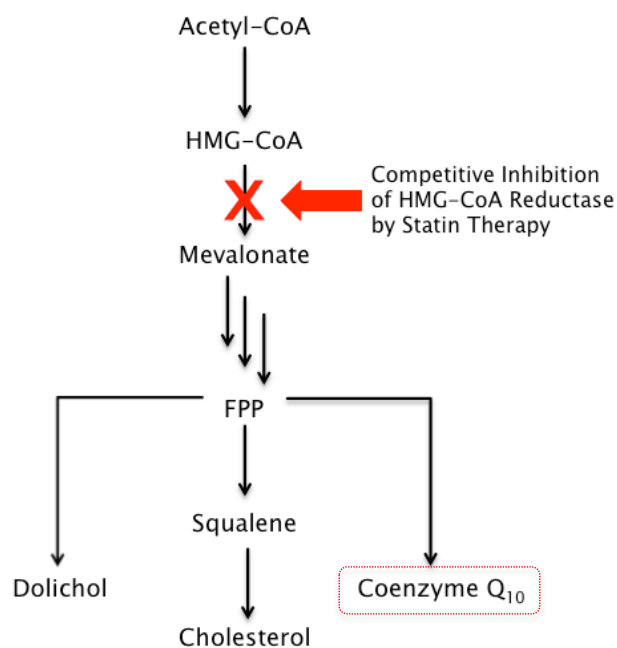 Acetyl-CoA
HMG-CoA
X
Competitive Inhibition
of HMG-CoA Reductase
by Statin Therapy
Mevalonate
FPP
Squalene
Dolichol
Coenzyme Q₁₀
Cholesterol